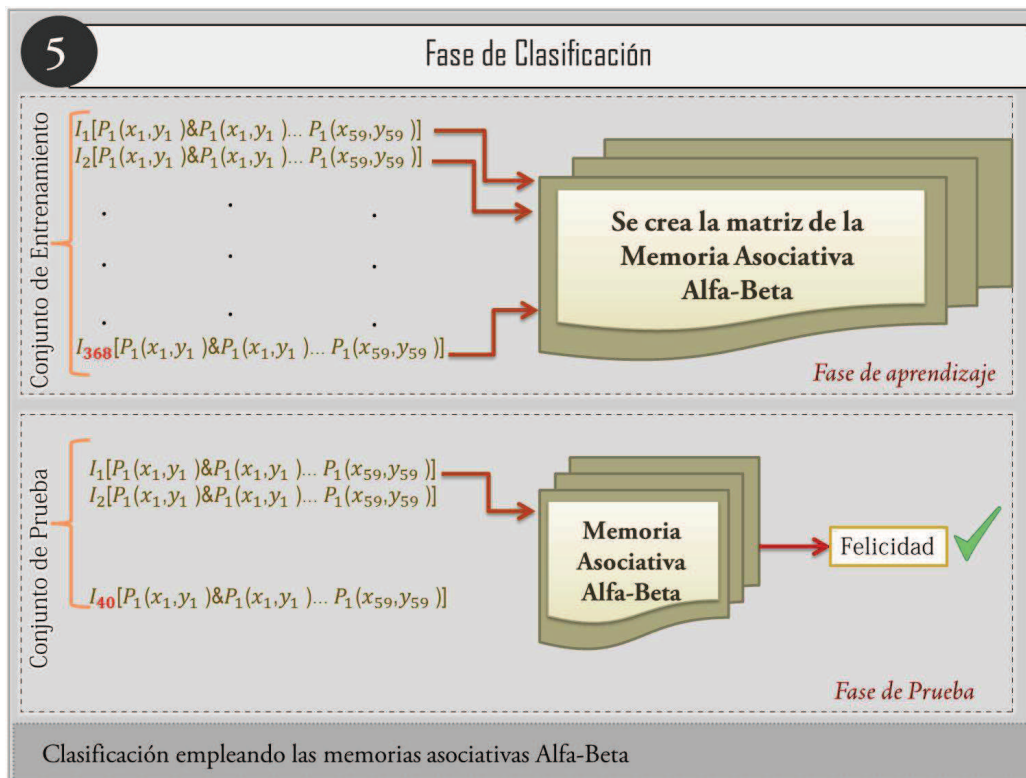 5
Fase de Clasificación
Conjunto de Entrenamiento
I₁[P₁(x₁,y₁ )&P₁(x₁,y₁ )... P₁(x₅₉,y₅₉ )]
I₂[P₁(x₁,y₁ )&P₁(x₁,y₁ )... P₁(x₅₉,y₅₉ )]
. . .
. . .
. . .
I₃₆₈[P₁(x₁,y₁ )&P₁(x₁,y₁ )... P₁(x₅₉,y₅₉ )]
Se crea la matriz de la
Memoria Asociativa
Alfa-Beta
Fase de aprendizaje
Conjunto de Prueba
I₁[P₁(x₁,y₁ )&P₁(x₁,y₁ )... P₁(x₅₉,y₅₉ )]
I₂[P₁(x₁,y₁ )&P₁(x₁,y₁ )... P₁(x₅₉,y₅₉ )]
I₄₀[P₁(x₁,y₁ )&P₁(x₁,y₁ )... P₁(x₅₉,y₅₉ )]
Memoria
Asociativa
Alfa-Beta
Felicidad
Fase de Prueba
Clasificación empleando las memorias asociativas Alfa-Beta